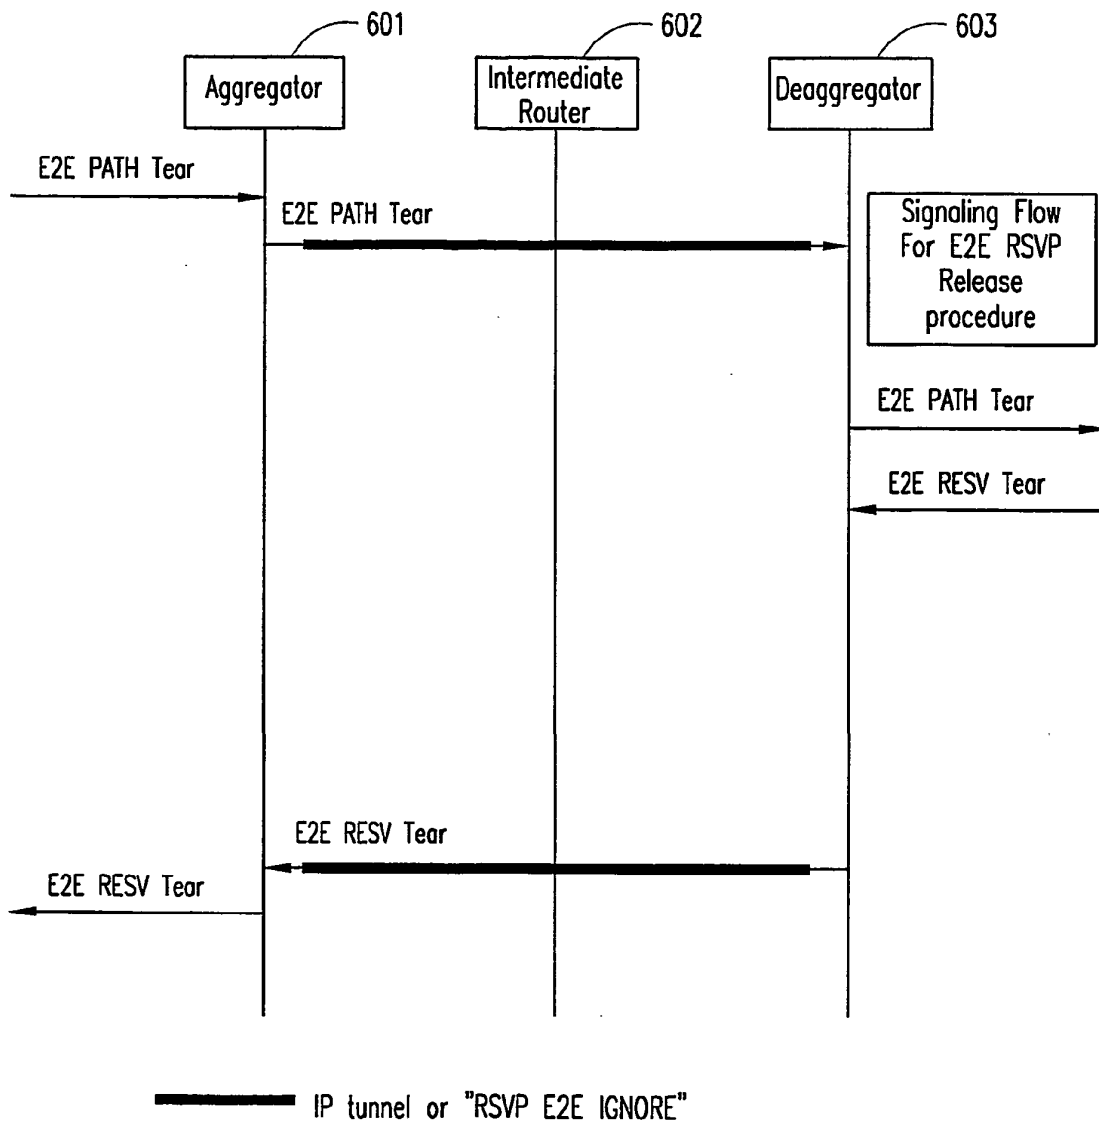 601
602
603
Aggregator
Intermediate
Router
Deaggregator
E2E PATH Tear
E2E PATH Tear
Signaling Flow
For E2E RSVP
Release
procedure
E2E PATH Tear
E2E RESV Tear
E2E RESV Tear
E2E RESV Tear
IP tunnel or "RSVP E2E IGNORE"